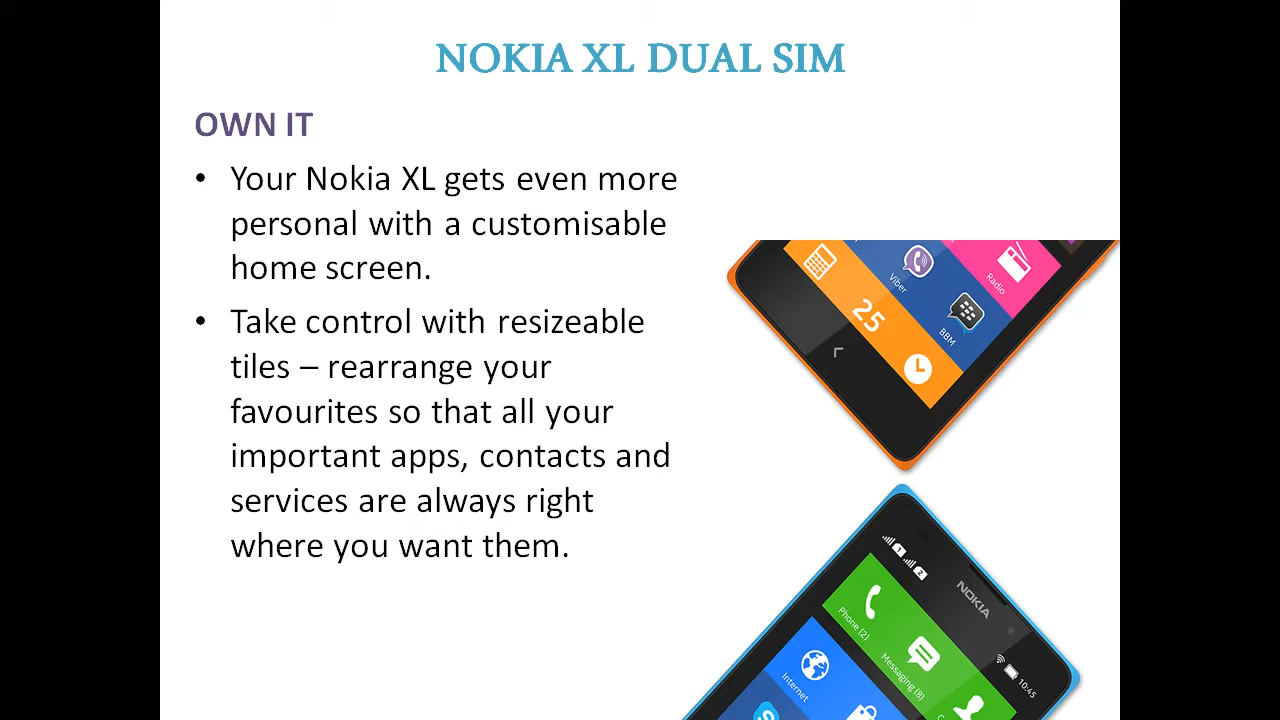 NOKIA XL DUAL SIM
OWN IT
• Your Nokia XL gets even more
personal with a customisable
home screen.
• Take control with resizeable
tiles – rearrange your
favourites so that all your
important apps, contacts and
services are always right
where you want them.
Viber
Radio
25
BBM
1
2
NOKIA
Phone (2)
Messaging (8)
10:45
Internet